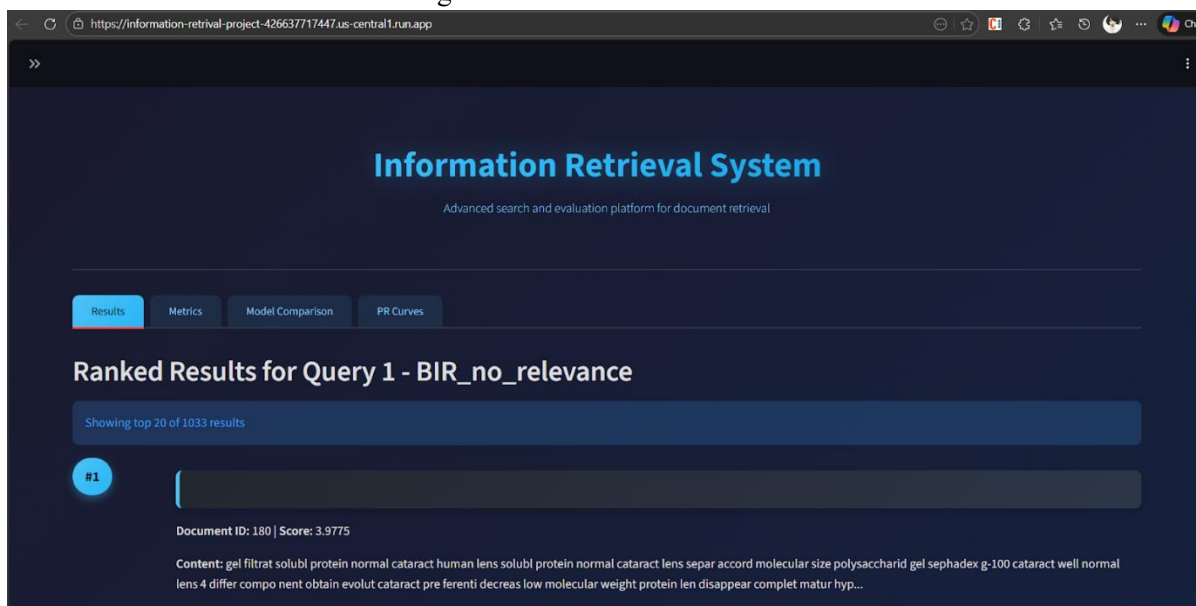 https://information-retrival-project-426637717447.us-central1.run.app
Information Retrieval System
Advanced search and evaluation platform for document retrieval
Results Metrics Model Comparison PR Curves
Ranked Results for Query 1 - BIR_no_relevance
Showing top 20 of 1033 results
#1
Document ID: 180 | Score: 3.9775
Content: gel filtrat solubl protein normal cataract human lens solubl protein normal cataract lens separ accord molecular size polysaccharid gel sephadex g-100 cataract well normal
lens 4 differ compo nent obtain evolut cataract pre ferenti decreas low molecular weight protein len disappear complet matur hyp...